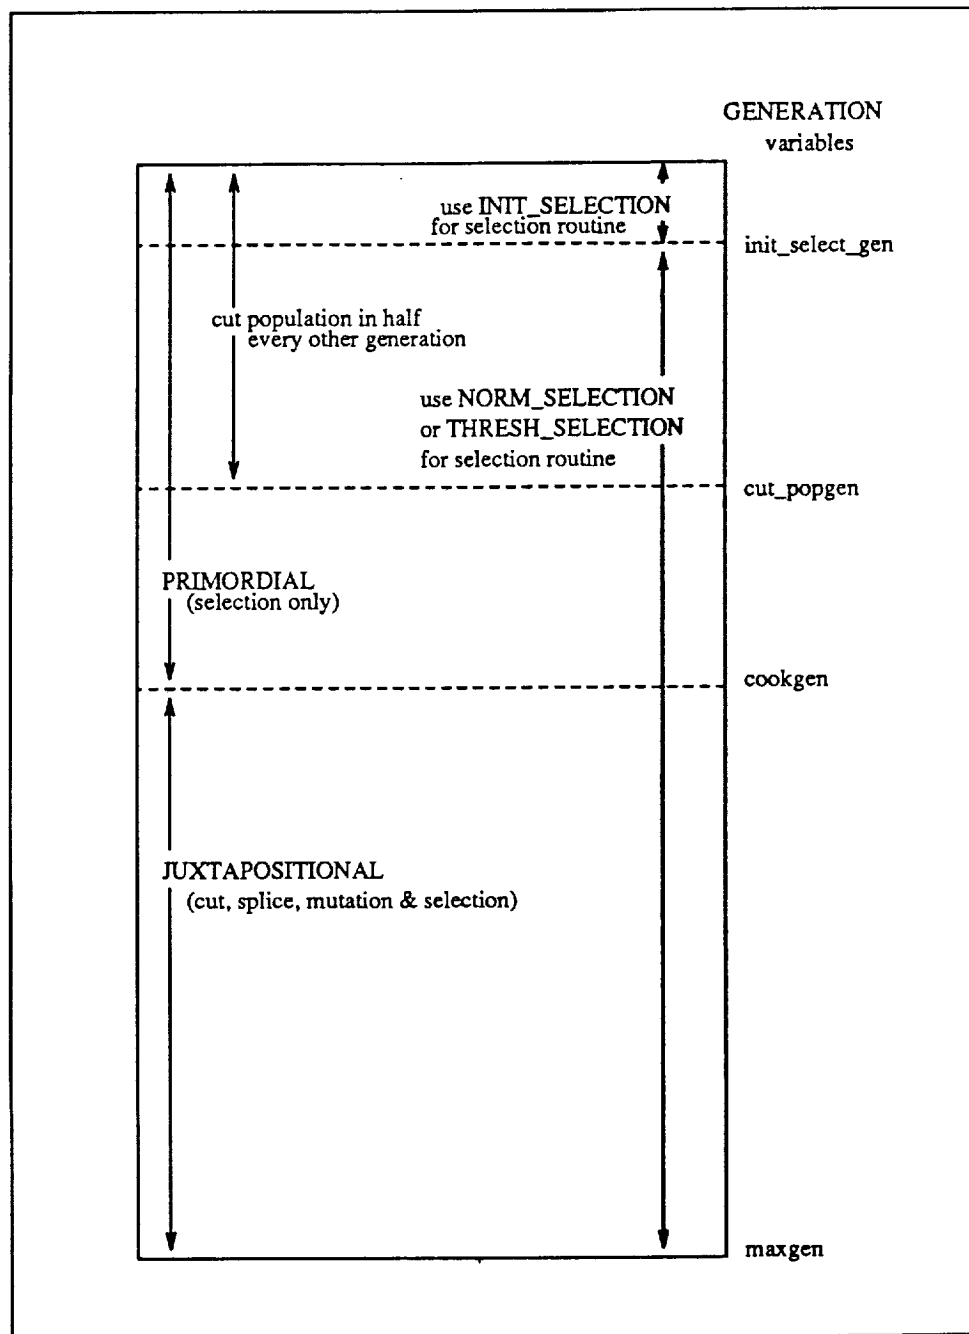 GENERATION
variables
use INIT_SELECTION
for selection routine
init_select_gen
cut population in half
every other generation
use NORM_SELECTION
or THRESH_SELECTION
for selection routine
cut_popgen
PRIMORDIAL
(selection only)
cookgen
JUXTAPOSITIONAL
(cut, splice, mutation & selection)
maxgen